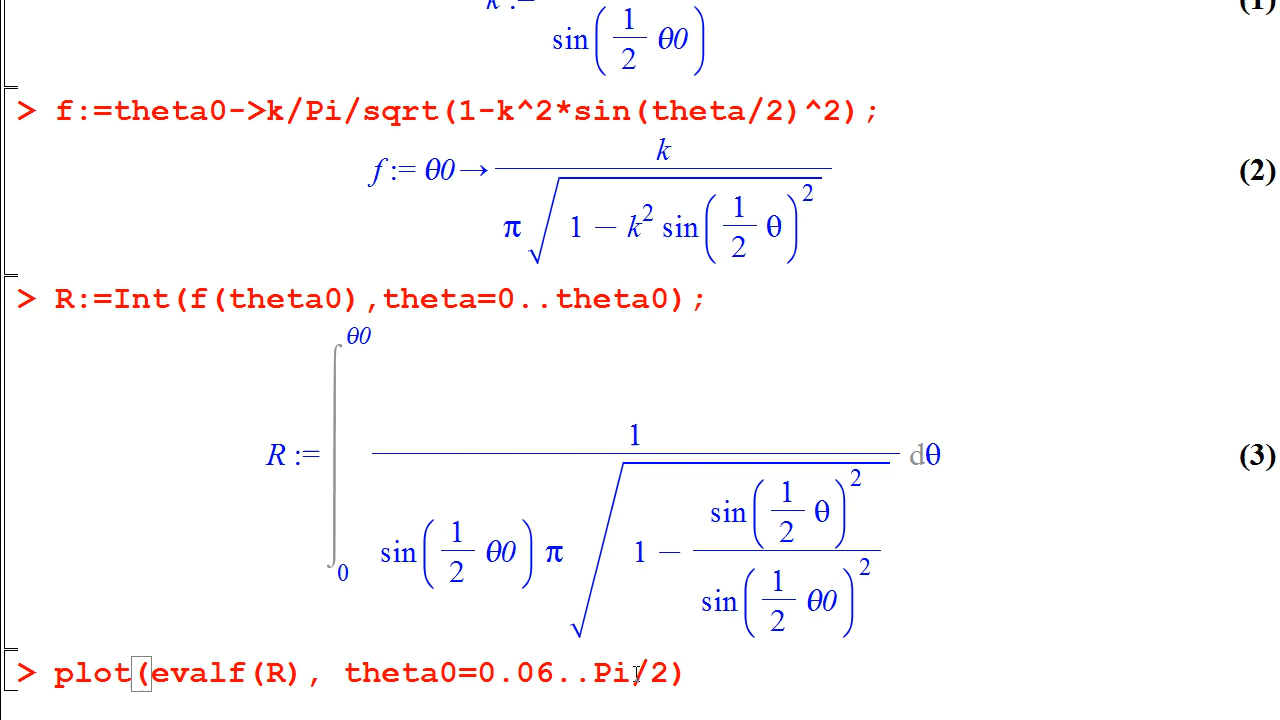 k := (1)
sin(1/2 θ0)
> f:=theta0->k/Pi/sqrt(1-k^2*sin(theta/2)^2);
f := θ0 → k / (π √(1 − k² sin(1/2 θ)²)) (2)
> R:=Int(f(theta0),theta=0..theta0);
R := ∫₀^θ0 1 / (sin(1/2 θ0) π √(1 − sin(1/2 θ)² / sin(1/2 θ0)²)) dθ (3)
> plot(evalf(R), theta0=0.06..Pi/2)